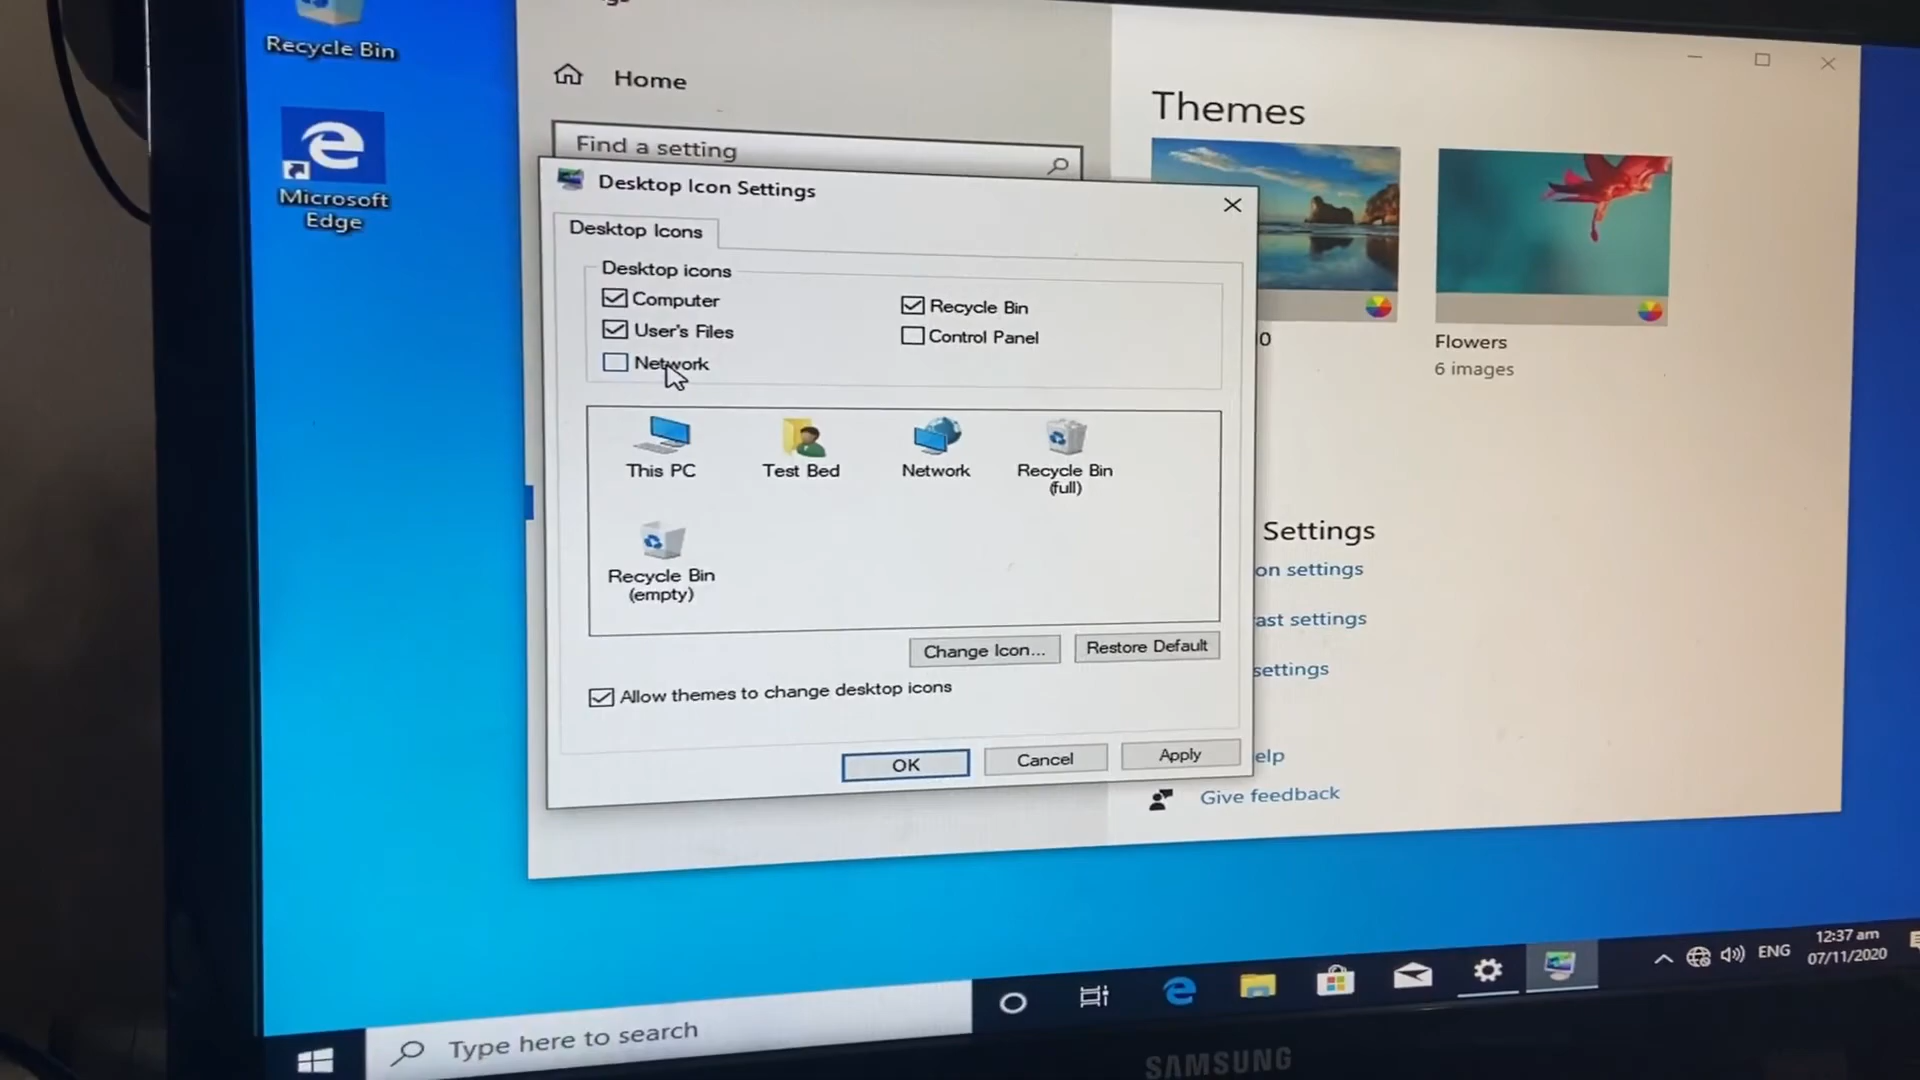 Recycle Bin
Microsoft
Edge
Home
Find a setting
Themes
Desktop Icon Settings
Desktop Icons
Desktop icons
Computer
Recycle Bin
User's Files
Control Panel
Network
This PC
Test Bed
Network
Recycle Bin
(full)
Recycle Bin
(empty)
Change Icon...
Restore Default
Allow themes to change desktop icons
OK
Cancel
Apply
0
Flowers
6 images
Settings
on settings
ast settings
settings
elp
Give feedback
Type here to search
ENG
12:37 am
07/11/2020
SAMSUNG